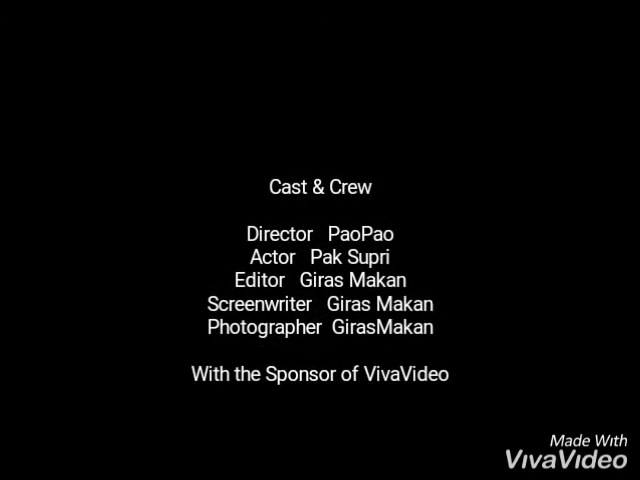 Cast & Crew
Director PaoPao
Actor Pak Supri
Editor Giras Makan
Screenwriter Giras Makan
Photographer GirasMakan
With the Sponsor of VivaVideo
Made With
VivaVideo